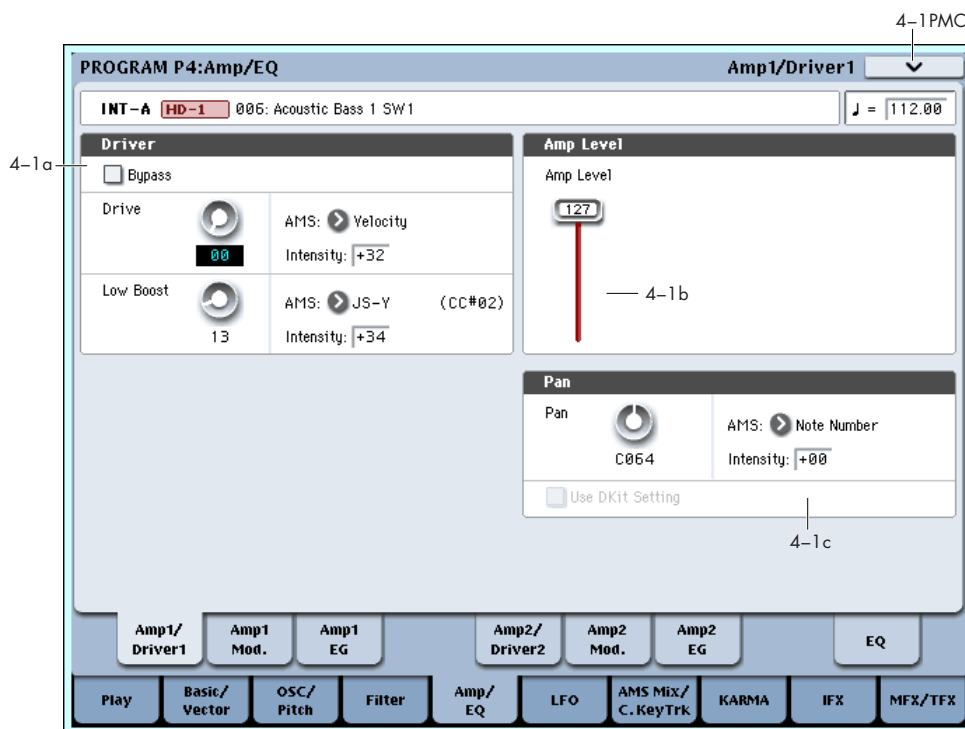 4–1PMC
PROGRAM P4:Amp/EQ
Amp1/Driver1
INT–A HD–1 006: Acoustic Bass 1 SW1
♩ = 112.00
4–1a
Driver
Bypass
Drive
00
AMS: Velocity
Intensity: +32
Low Boost
13
AMS: JS–Y (CC#02)
Intensity: +34
Amp Level
Amp Level
127
4–1b
Pan
Pan
C064
AMS: Note Number
Intensity: +00
Use DKit Setting
4–1c
Amp1/
Driver1
Amp1
Mod.
Amp1
EG
Amp2/
Driver2
Amp2
Mod.
Amp2
EG
EQ
Play
Basic/
Vector
OSC/
Pitch
Filter
Amp/
EQ
LFO
AMS Mix/
C.KeyTrk
KARMA
IFX
MFX/TFX